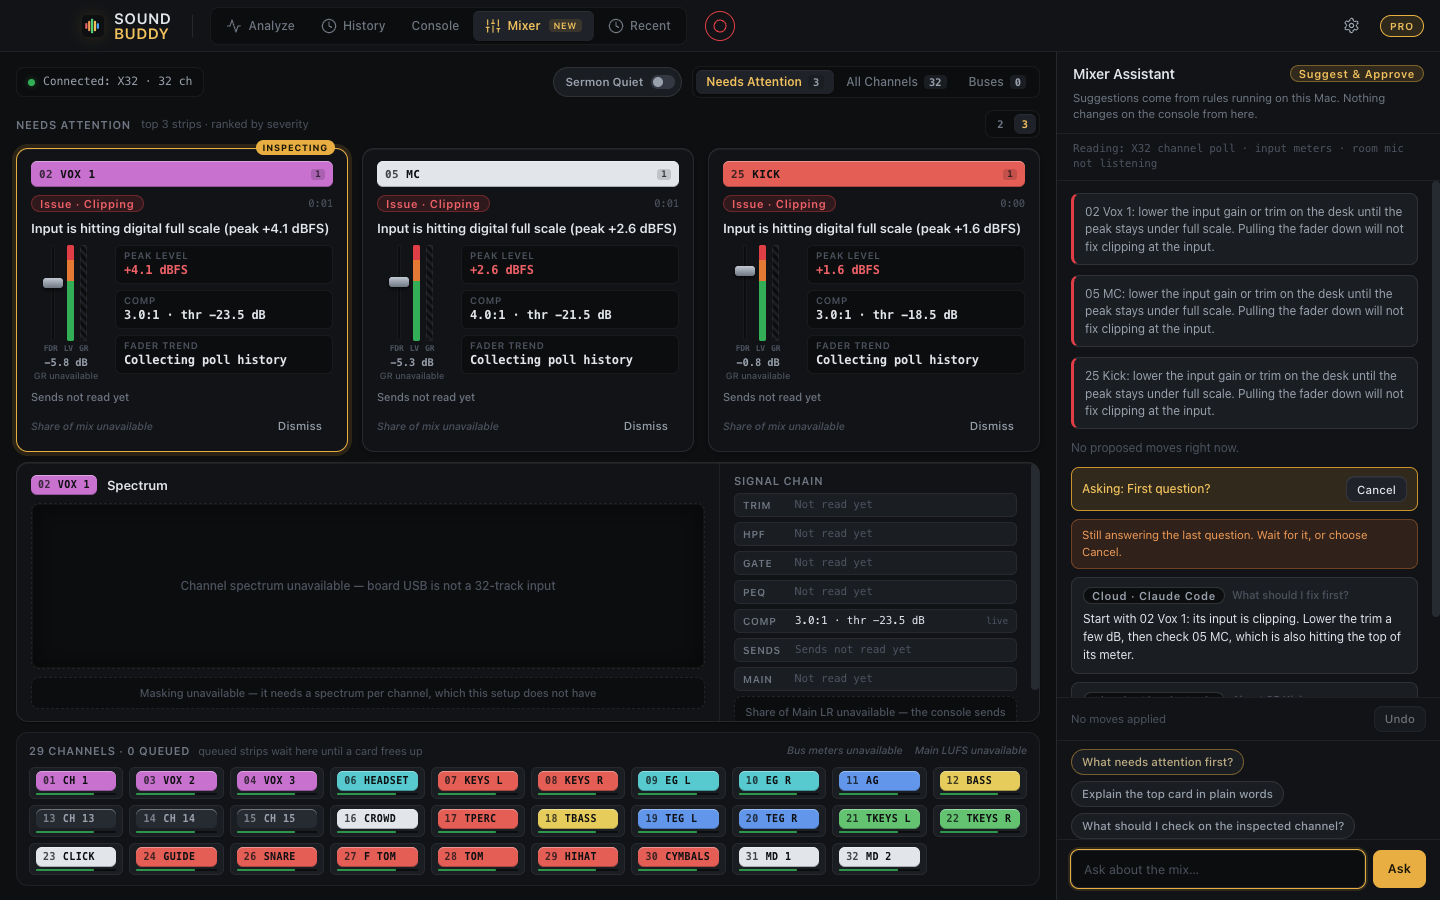 SOUND
BUDDY
Analyze
History
Console
Mixer NEW
Recent
PRO
Connected: X32 · 32 ch
Sermon Quiet
Needs Attention 3
All Channels 32
Buses 0
NEEDS ATTENTION top 3 strips · ranked by severity
2 3
INSPECTING
02 VOX 1 1
Issue · Clipping 0:01
Input is hitting digital full scale (peak +4.1 dBFS)
PEAK LEVEL
+4.1 dBFS
COMP
3.0:1 · thr −23.5 dB
FADER TREND
Collecting poll history
FDR LV GR
−5.8 dB
GR unavailable
Sends not read yet
Share of mix unavailable
Dismiss
05 MC 1
Issue · Clipping 0:01
Input is hitting digital full scale (peak +2.6 dBFS)
PEAK LEVEL
+2.6 dBFS
COMP
4.0:1 · thr −21.5 dB
FADER TREND
Collecting poll history
FDR LV GR
−5.3 dB
GR unavailable
Sends not read yet
Share of mix unavailable
Dismiss
25 KICK 1
Issue · Clipping 0:00
Input is hitting digital full scale (peak +1.6 dBFS)
PEAK LEVEL
+1.6 dBFS
COMP
3.0:1 · thr −18.5 dB
FADER TREND
Collecting poll history
FDR LV GR
−0.8 dB
GR unavailable
Sends not read yet
Share of mix unavailable
Dismiss
02 VOX 1 Spectrum
Channel spectrum unavailable — board USB is not a 32-track input
Masking unavailable — it needs a spectrum per channel, which this setup does not have
SIGNAL CHAIN
TRIM Not read yet
HPF Not read yet
GATE Not read yet
PEQ Not read yet
COMP 3.0:1 · thr −23.5 dB live
SENDS Sends not read yet
MAIN Not read yet
Share of Main LR unavailable — the console sends
29 CHANNELS · 0 QUEUED queued strips wait here until a card frees up
Bus meters unavailable Main LUFS unavailable
01 CH 1
03 VOX 2
04 VOX 3
06 HEADSET
07 KEYS L
08 KEYS R
09 EG L
10 EG R
11 AG
12 BASS
13 CH 13
14 CH 14
15 CH 15
16 CROWD
17 TPERC
18 TBASS
19 TEG L
20 TEG R
21 TKEYS L
22 TKEYS R
23 CLICK
24 GUIDE
26 SNARE
27 F TOM
28 TOM
29 HIHAT
30 CYMBALS
31 MD 1
32 MD 2
Mixer Assistant
Suggest & Approve
Suggestions come from rules running on this Mac. Nothing
changes on the console from here.
Reading: X32 channel poll · input meters · room mic
not listening
02 Vox 1: lower the input gain or trim on the desk until the
peak stays under full scale. Pulling the fader down will not
fix clipping at the input.
05 MC: lower the input gain or trim on the desk until the
peak stays under full scale. Pulling the fader down will not
fix clipping at the input.
25 Kick: lower the input gain or trim on the desk until the
peak stays under full scale. Pulling the fader down will not
fix clipping at the input.
No proposed moves right now.
Asking: First question?
Cancel
Still answering the last question. Wait for it, or choose
Cancel.
Cloud · Claude Code What should I fix first?
Start with 02 Vox 1: its input is clipping. Lower the trim a
few dB, then check 05 MC, which is also hitting the top of
its meter.
No moves applied
Undo
What needs attention first?
Explain the top card in plain words
What should I check on the inspected channel?
Ask about the mix…
Ask